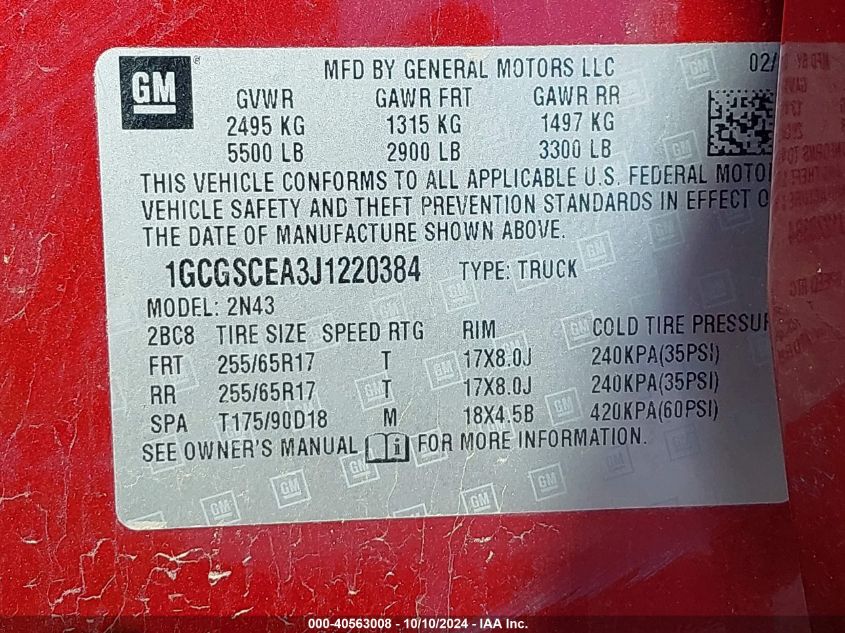 GM
MFD BY GENERAL MOTORS LLC 02/
GVWR GAWR FRT GAWR RR
2495 KG 1315 KG 1497 KG
5500 LB 2900 LB 3300 LB
THIS VEHICLE CONFORMS TO ALL APPLICABLE U.S. FEDERAL MOTO
VEHICLE SAFETY AND THEFT PREVENTION STANDARDS IN EFFECT O
THE DATE OF MANUFACTURE SHOWN ABOVE.
1GCGSCEA3J1220384 TYPE: TRUCK
MODEL: 2N43
2BC8 TIRE SIZE SPEED RTG RIM COLD TIRE PRESSUR
FRT 255/65R17 T 17X8.0J 240KPA(35PSI)
RR 255/65R17 T 17X8.0J 240KPA(35PSI)
SPA T175/90D18 M 18X4.5B 420KPA(60PSI)
SEE OWNER'S MANUAL FOR MORE INFORMATION.
000-40563008 - 10/10/2024 - IAA Inc.